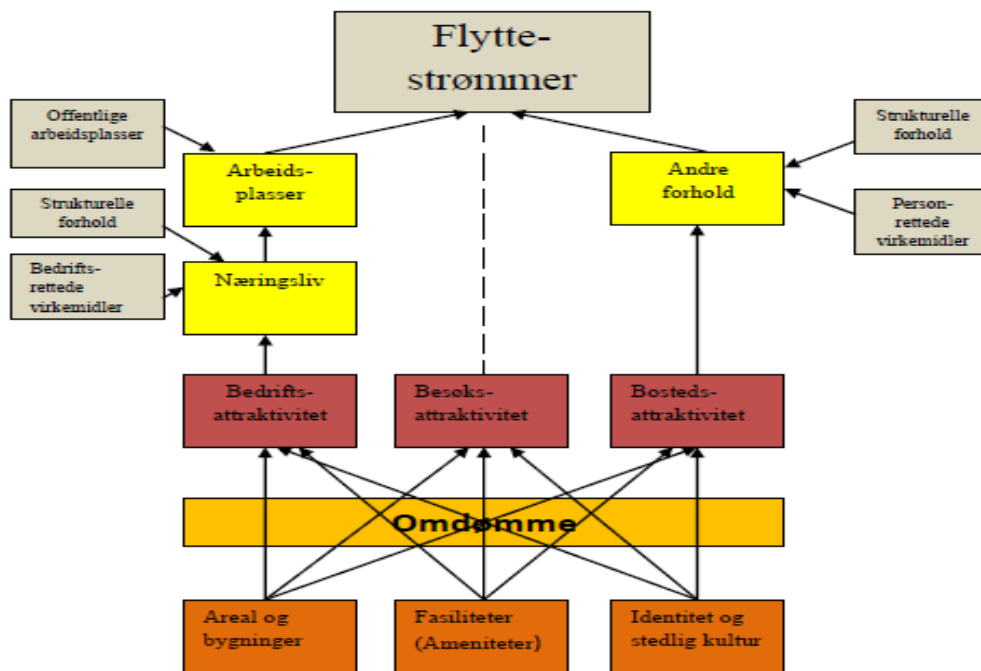 Flytte-
strømmer
Offentlige
arbeidsplasser
Strukturelle
forhold
Arbeids-
plasser
Andre
forhold
Strukturelle
forhold
Person-
rettede
virkemidler
Bedrifts-
rettede
virkemidler
Næringsliv
Bedrifts-
attraktivitet
Besøks-
attraktivitet
Bosteds-
attraktivitet
Omdømme
Areal og
bygninger
Fasiliteter
(Ameniteter)
Identitet og
stedlig kultur